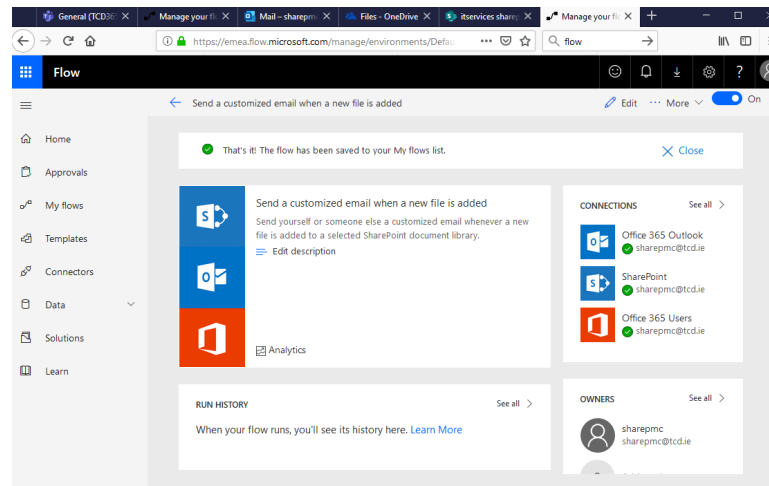 General (TCD365
Manage your flo
Mail – sharepmc
Files - OneDrive
itservices sharep
Manage your flo
https://emea.flow.microsoft.com/manage/environments/Defau
flow
Flow
?
Send a customized email when a new file is added
Edit
More
On
Home
Approvals
My flows
Templates
Connectors
Data
Solutions
Learn
That's it! The flow has been saved to your My flows list.
Close
Send a customized email when a new file is added
Send yourself or someone else a customized email whenever a new
file is added to a selected SharePoint document library.
Edit description
Analytics
CONNECTIONS
See all
Office 365 Outlook
sharepmc@tcd.ie
SharePoint
sharepmc@tcd.ie
Office 365 Users
sharepmc@tcd.ie
RUN HISTORY
See all
When your flow runs, you'll see its history here. Learn More
OWNERS
See all
sharepmc
sharepmc@tcd.ie